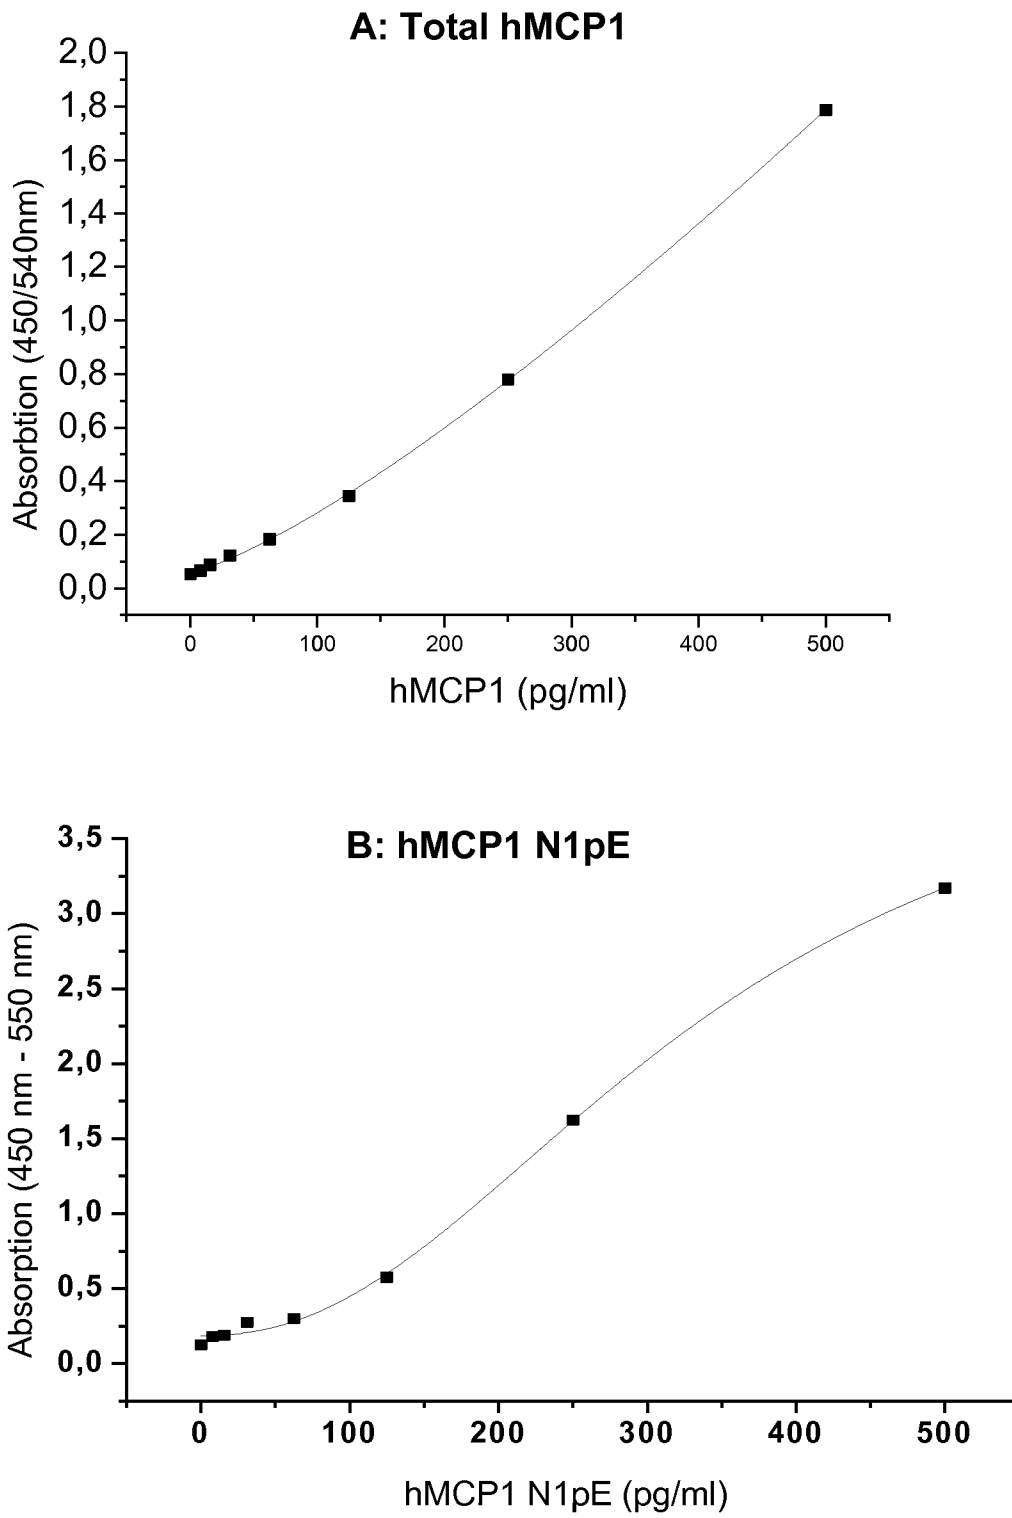 A: Total hMCP1
2,0
1,8
1,6
1,4
1,2
1,0
0,8
0,6
0,4
0,2
0,0
Absorbtion (450/540nm)
0 100 200 300 400 500
hMCP1 (pg/ml)
B: hMCP1 N1pE
3,5
3,0
2,5
2,0
1,5
1,0
0,5
0,0
Absorption (450 nm - 550 nm)
0 100 200 300 400 500
hMCP1 N1pE (pg/ml)